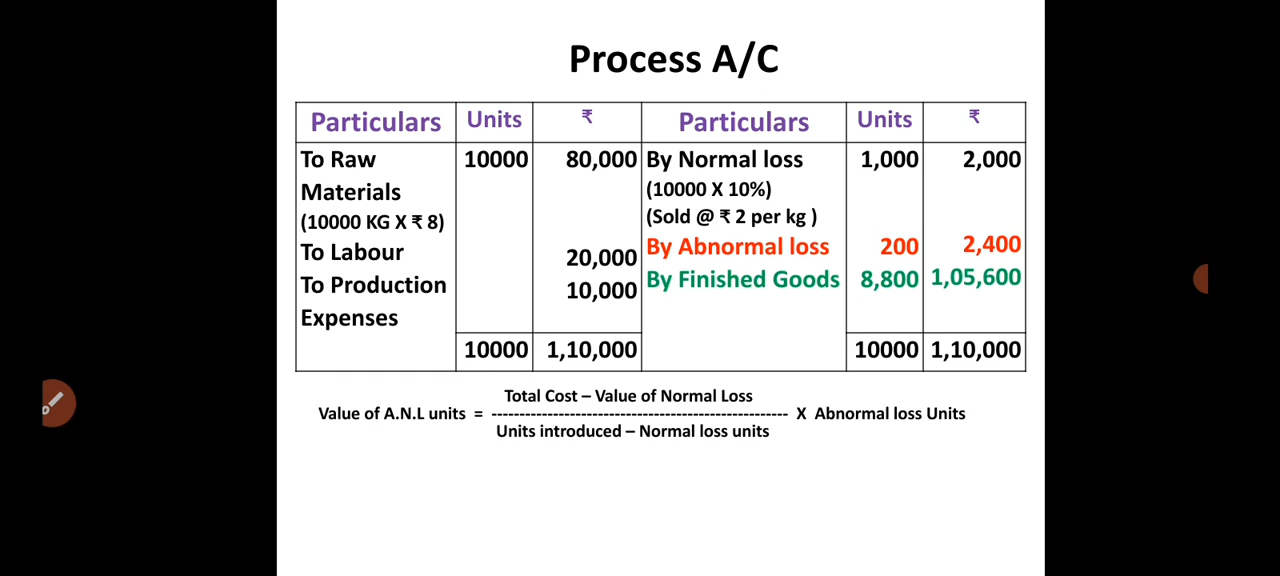 Process A/C
Particulars Units ₹ Particulars Units ₹
To Raw 10000 80,000 By Normal loss 1,000 2,000
Materials (10000 X 10%)
(10000 KG X ₹ 8) (Sold @ ₹ 2 per kg )
To Labour 20,000 By Abnormal loss 200 2,400
To Production 10,000 By Finished Goods 8,800 1,05,600
Expenses
10000 1,10,000 10000 1,10,000
Total Cost – Value of Normal Loss
Value of A.N.L units = ------------------------------------------------------- X Abnormal loss Units
Units introduced – Normal loss units